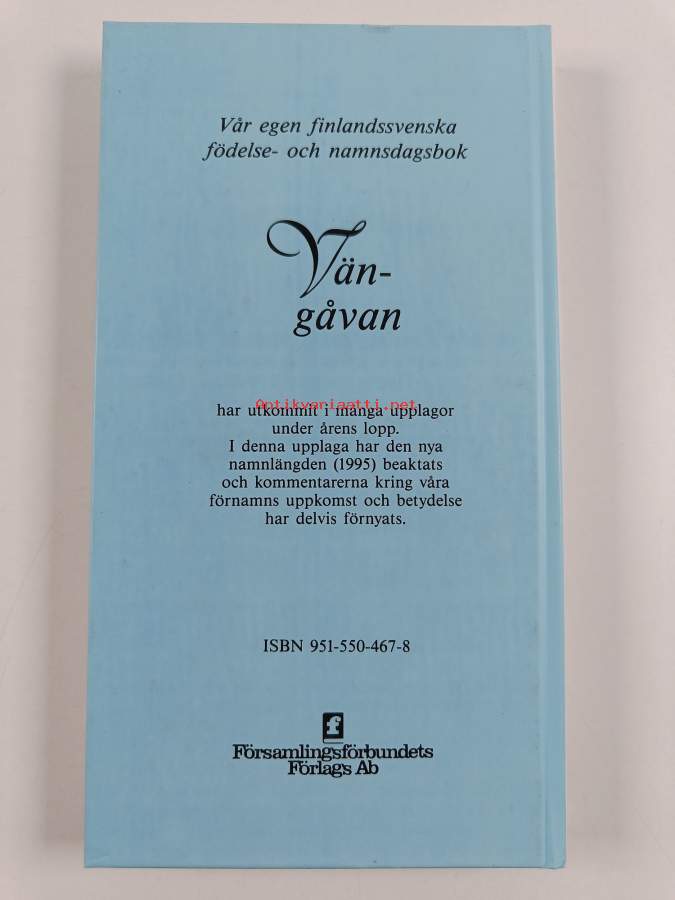 Vår egen finlandssvenska
födelse- och namnsdagsbok
Vän-
gåvan
Antikvariaatti.net
har utkommit i många upplagor
under årens lopp.
I denna upplaga har den nya
namnlängden (1995) beaktats
och kommentarerna kring våra
förnamns uppkomst och betydelse
har delvis förnyats.
ISBN 951-550-467-8
f
Församlingsförbundets
Förlags Ab